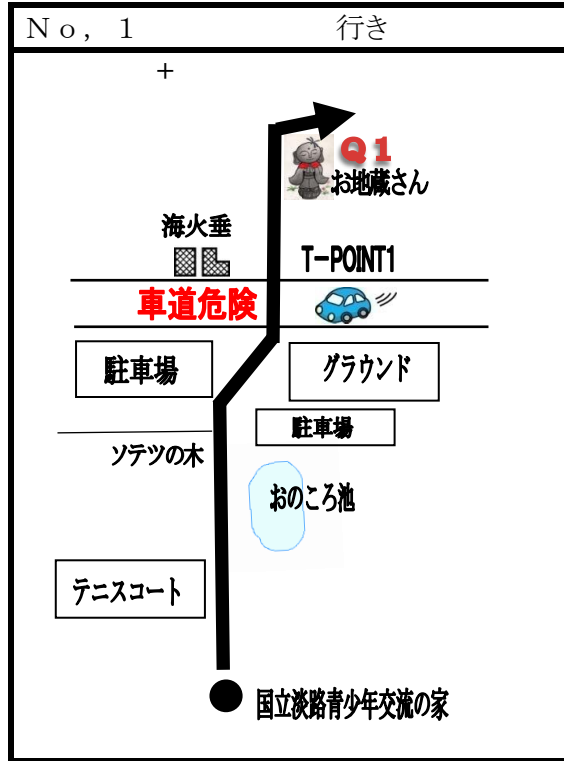 No，1 行き
+
Q1
お地蔵さん
海火垂
T-POINT1
車道危険
駐車場
グラウンド
駐車場
ソテツの木
おのころ池
テニスコート
国立淡路青少年交流の家